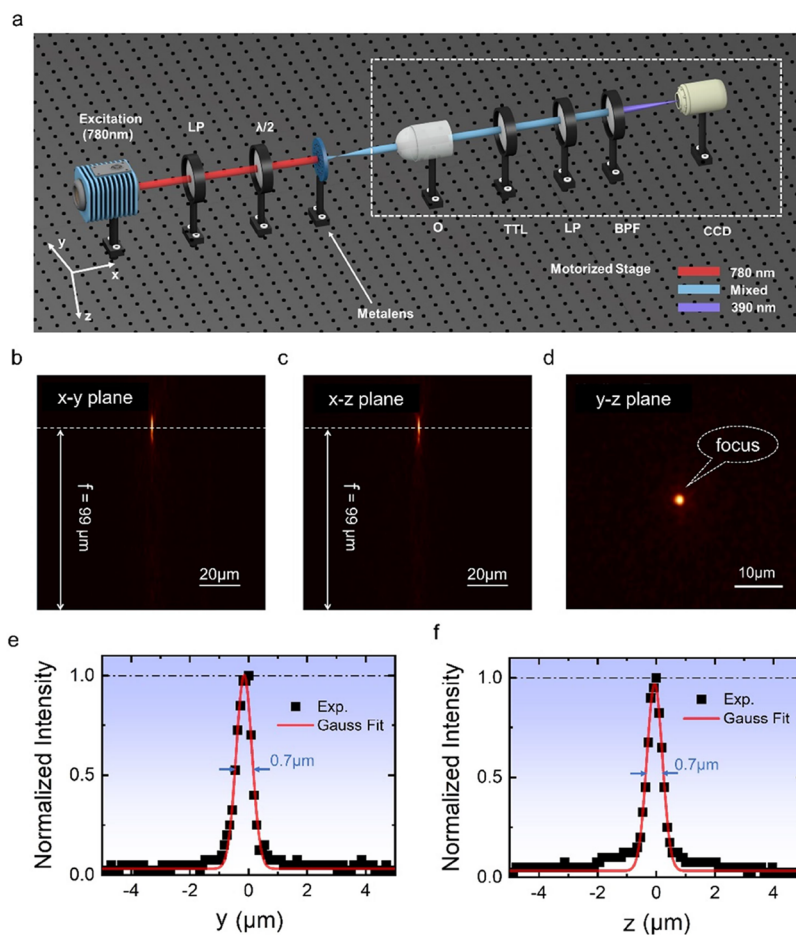 a
Excitation
(780nm)
LP
λ/2
O
TTL
LP
BPF
CCD
Motorized Stage
780 nm
Mixed
390 nm
Metalens
y
x
z
b
x-y plane
f = 99 μm
20μm
c
x-z plane
f = 99 μm
20μm
d
y-z plane
focus
10μm
e
Normalized Intensity
1.0
0.5
0.0
Exp.
Gauss Fit
0.7μm
-4
-2
0
2
4
y (μm)
f
Normalized Intensity
1.0
0.5
0.0
Exp.
Gauss Fit
0.7μm
-4
-2
0
2
4
z (μm)